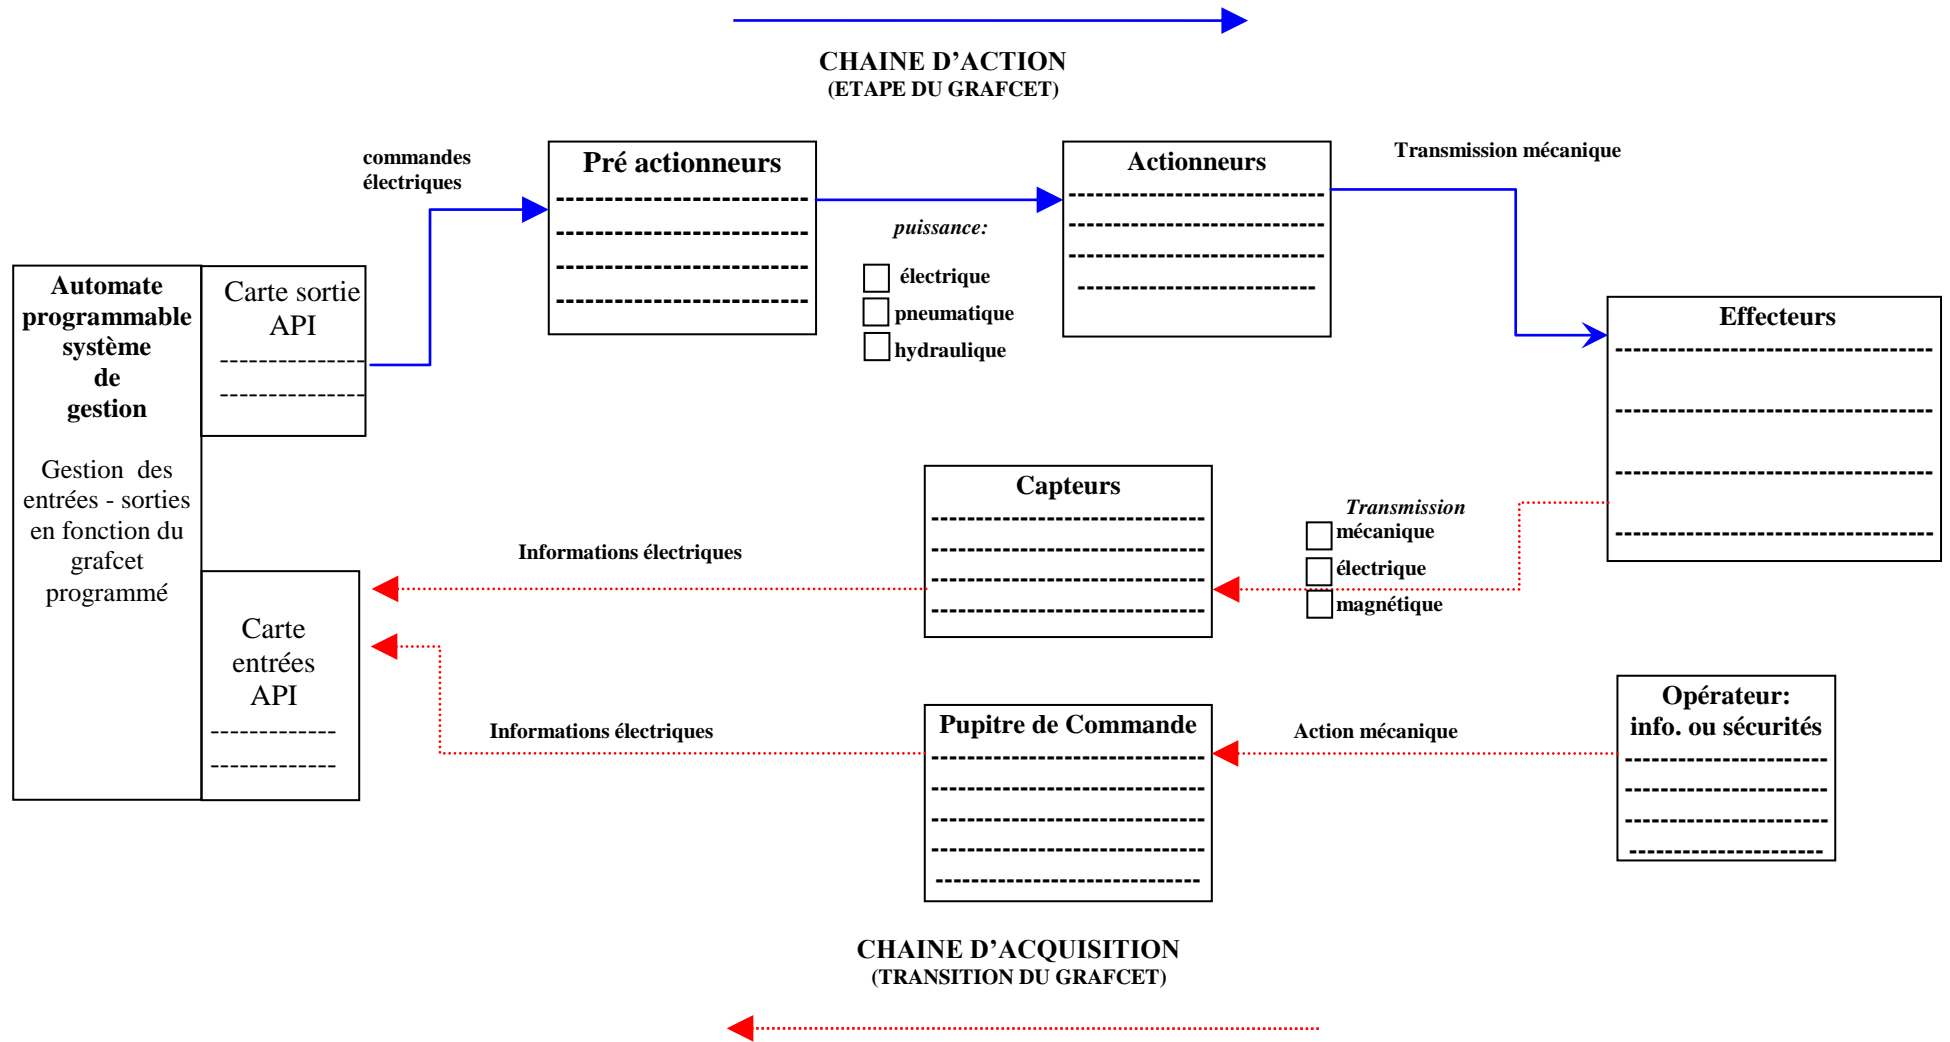 CHAINE D'ACTION
(ETAPE DU GRAFCET)
commandes
électriques
Pré actionneurs
puissance:
électrique
pneumatique
hydraulique
Actionneurs
Transmission mécanique
Effecteurs
Automate
programmable
système
de
gestion
Gestion des
entrées - sorties
en fonction du
grafcet
programmé
Carte sortie
API
Carte
entrées
API
Capteurs
Transmission
mécanique
électrique
magnétique
Informations électriques
Informations électriques
Pupitre de Commande
Action mécanique
Opérateur:
info. ou sécurités
CHAINE D'ACQUISITION
(TRANSITION DU GRAFCET)